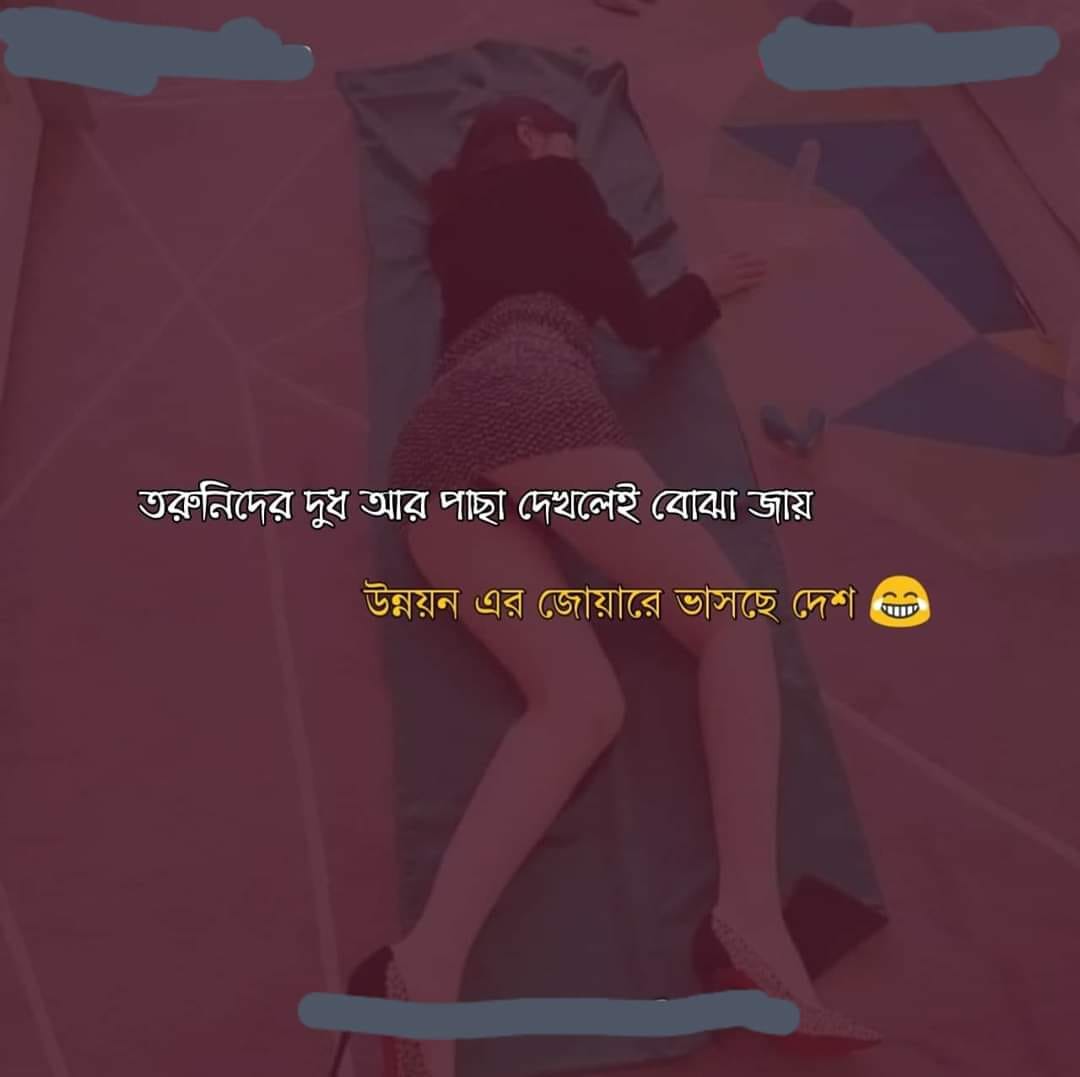 তরুনিদের দুধ আর পাছা দেখলেই বোঝা জায়
উন্নয়ন এর জোয়ারে ভাসছে দেশ 😂